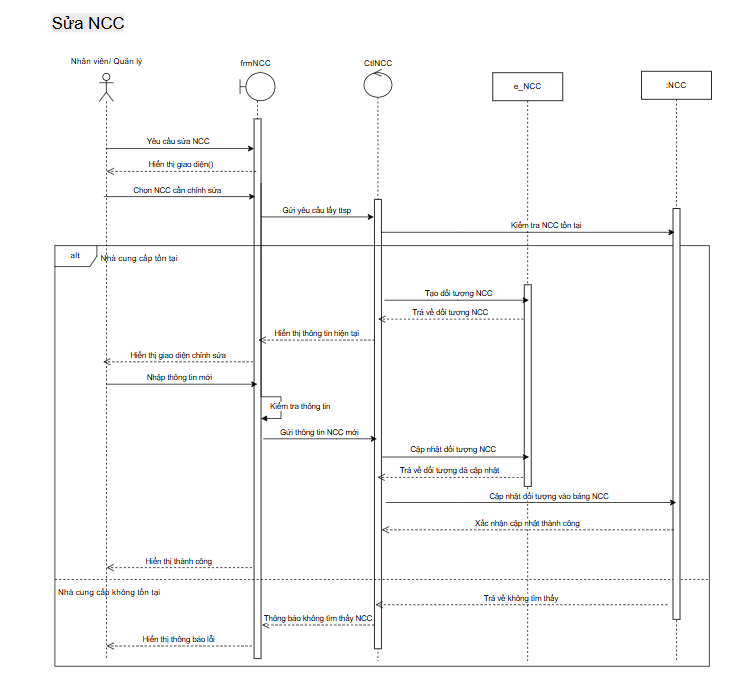 Sửa NCC
Nhân viên/ Quản lý
frmNCC
CtlNCC
e_NCC
:NCC
Yêu cầu sửa NCC
Hiển thị giao diện()
Chọn NCC cần chỉnh sửa
Gửi yêu cầu lấy ttsp
Kiểm tra NCC tồn tại
alt
Nhà cung cấp tồn tại
Tạo đối tượng NCC
Trả về đối tượng NCC
Hiển thị thông tin hiện tại
Hiển thị giao diện chỉnh sửa
Nhập thông tin mới
Kiểm tra thông tin
Gửi thông tin NCC mới
Cập nhật đối tượng NCC
Trả về đối tượng đã cập nhật
Cập nhật đối tượng vào bảng NCC
Xác nhận cập nhật thành công
Hiển thị thành công
Nhà cung cấp không tồn tại
Trả về không tìm thấy
Thông báo không tìm thấy NCC
Hiển thị thông báo lỗi